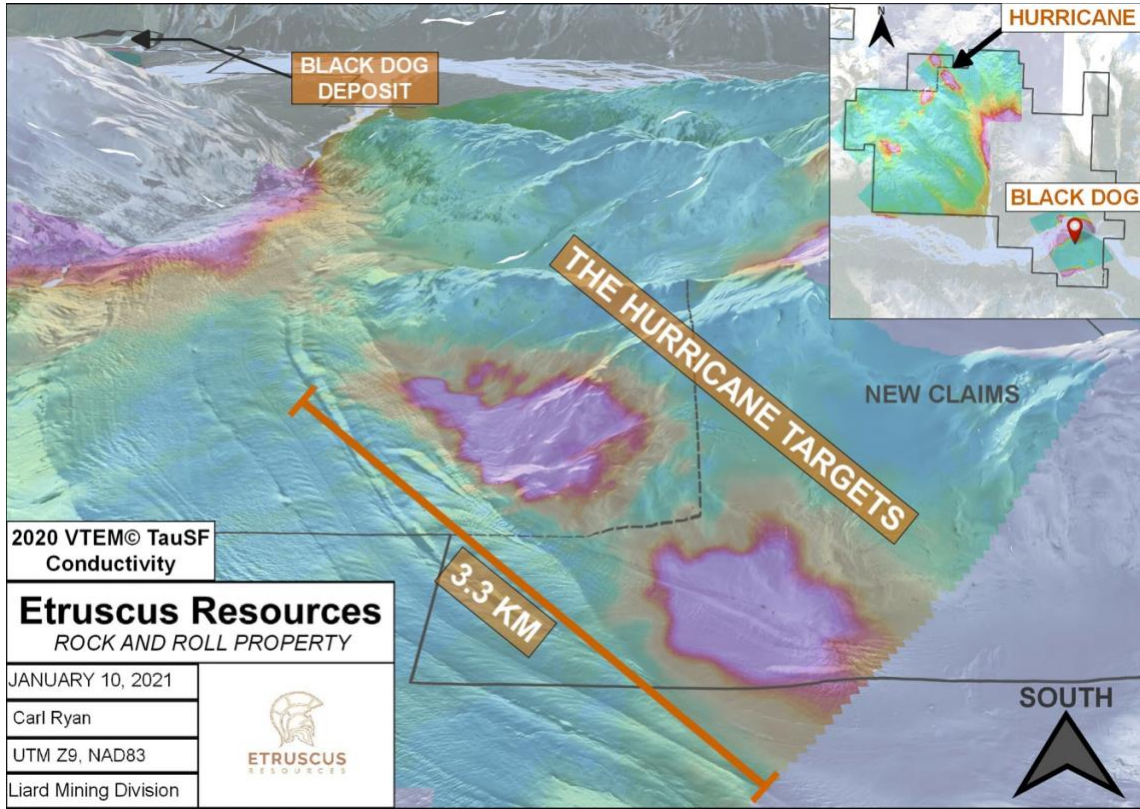 BLACK DOG
DEPOSIT
N
HURRICANE
BLACK DOG
THE HURRICANE TARGETS
NEW CLAIMS
3.3 KM
2020 VTEM© TauSF
Conductivity
Etruscus Resources
ROCK AND ROLL PROPERTY
JANUARY 10, 2021
Carl Ryan
UTM Z9, NAD83
Liard Mining Division
ETRUSCUS
RESOURCES
SOUTH